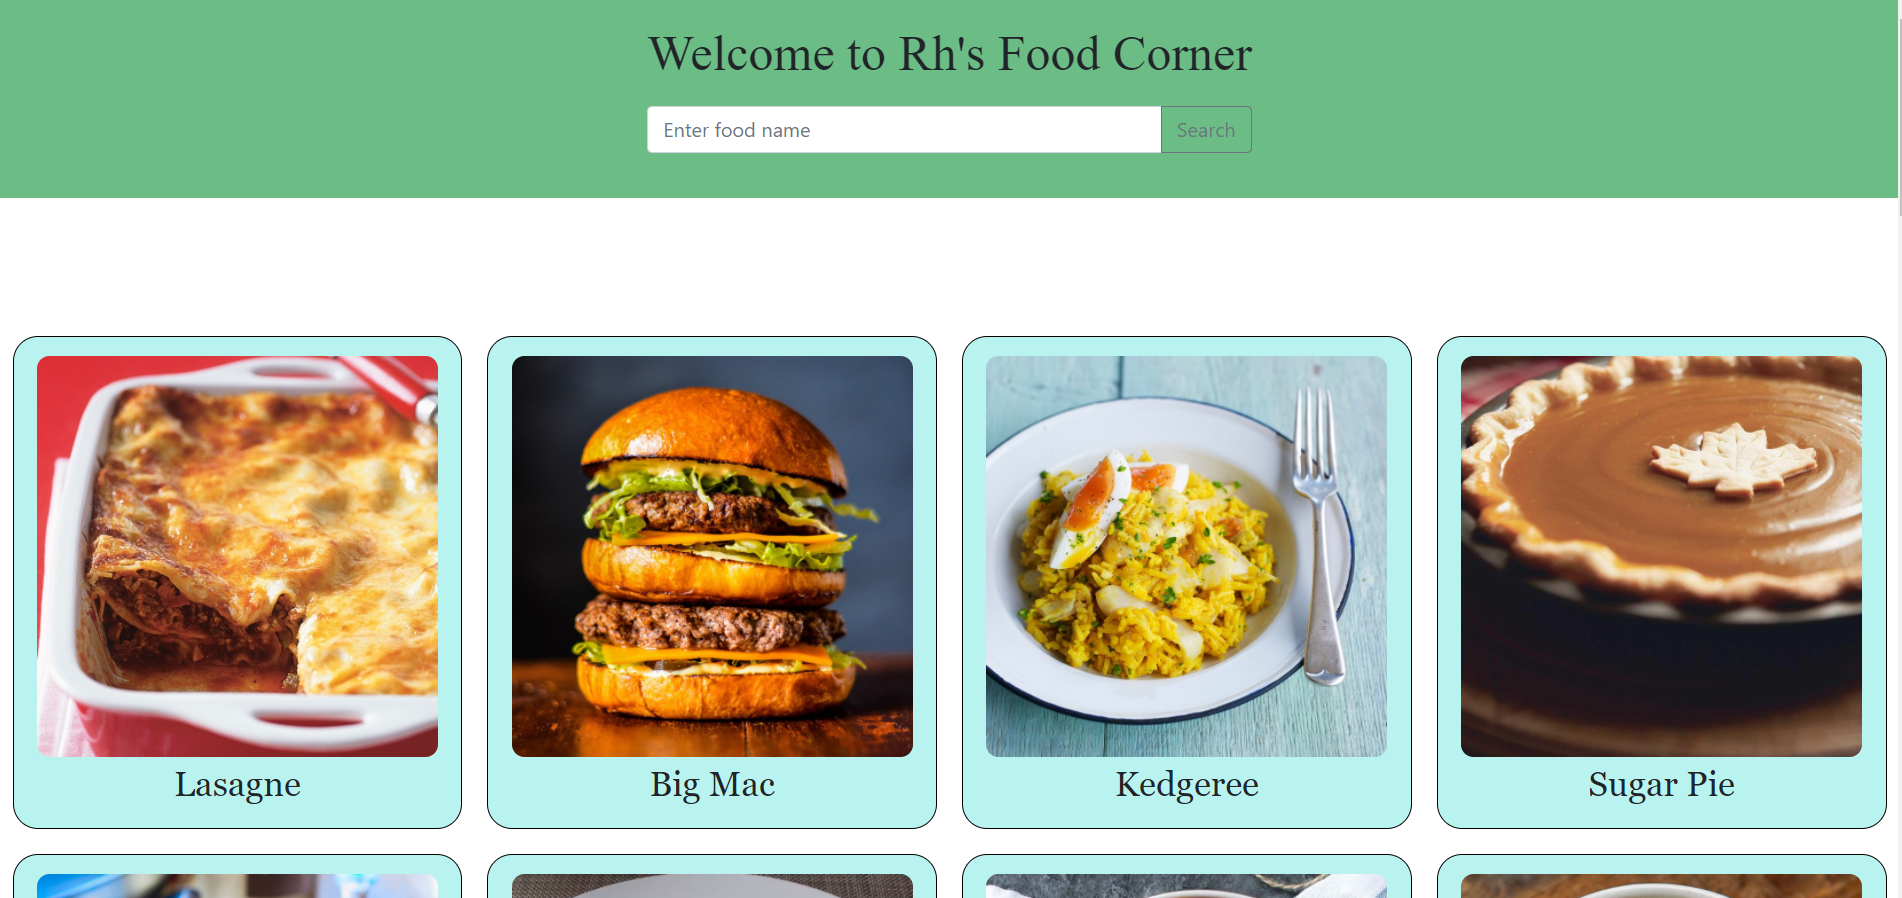 Welcome to Rh's Food Corner
Enter food name
Search
Lasagne
Big Mac
Kedgeree
Sugar Pie